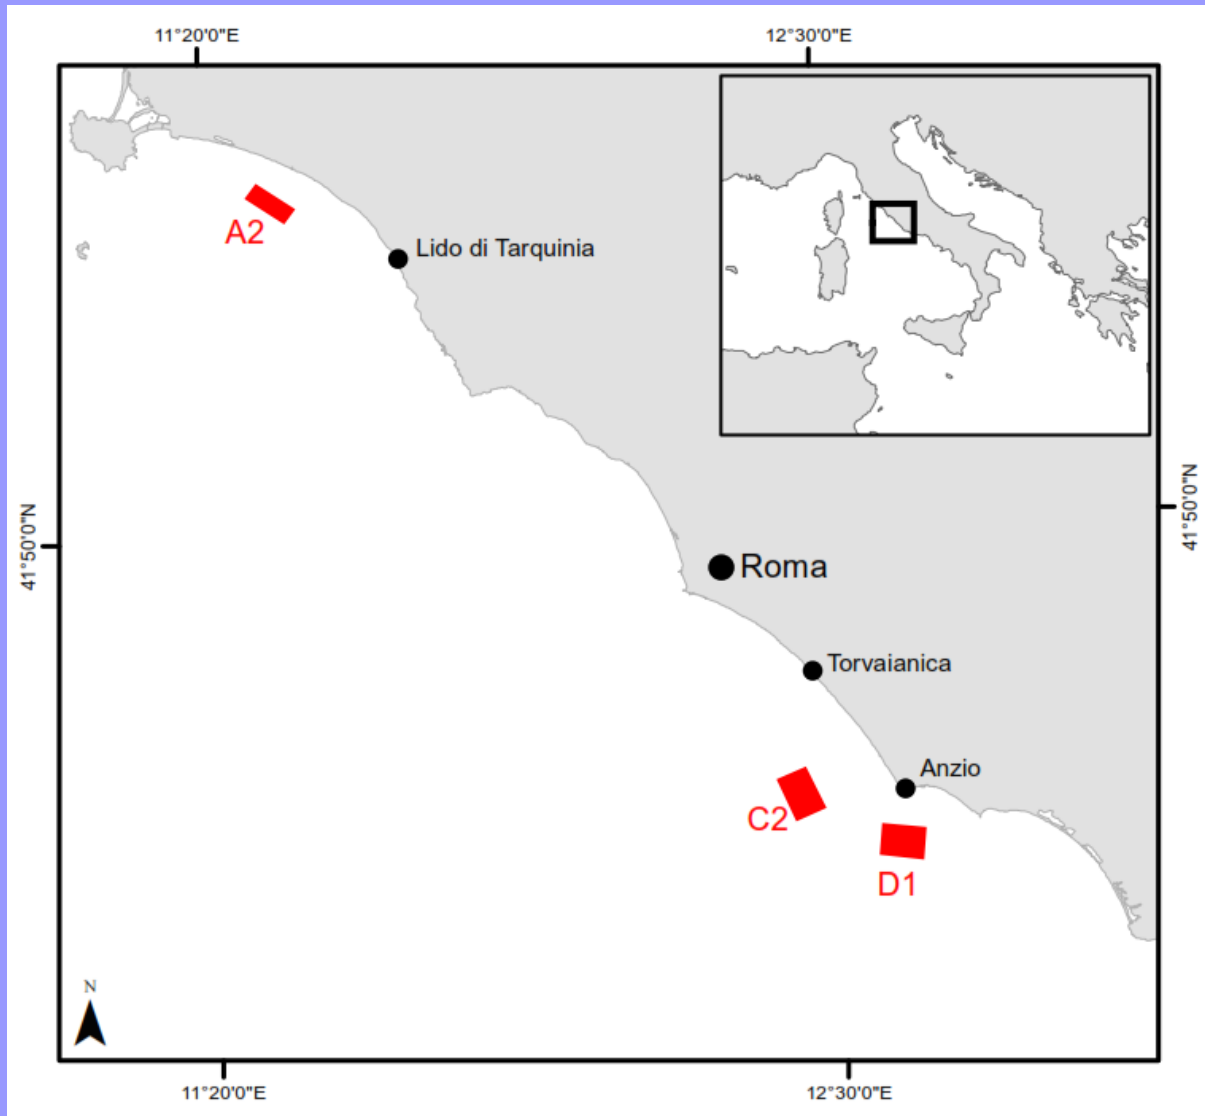 11°20'0"E
12°30'0"E
A2
Lido di Tarquinia
41°50'0"N
41°50'0"N
Roma
Torvaianica
Anzio
C2
D1
N
11°20'0"E
12°30'0"E